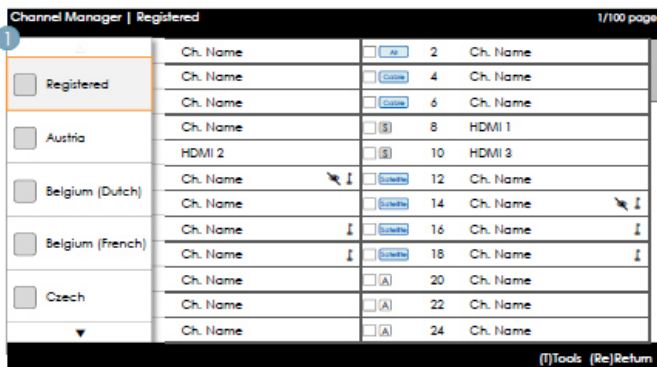 Channel Manager | Registered 1/100 page
1
Registered
Austria
Belgium (Dutch)
Belgium (French)
Czech
Ch. Name Air 2 Ch. Name
Ch. Name Cable 4 Ch. Name
Ch. Name Cable 6 Ch. Name
Ch. Name S 8 HDMI 1
HDMI 2 S 10 HDMI 3
Ch. Name Satellite 12 Ch. Name
Ch. Name Satellite 14 Ch. Name
Ch. Name Satellite 16 Ch. Name
Ch. Name Satellite 18 Ch. Name
Ch. Name A 20 Ch. Name
Ch. Name A 22 Ch. Name
Ch. Name A 24 Ch. Name
(T)Tools (Re)Return